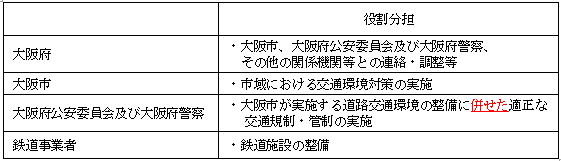 役割分担
大阪府
・大阪市、大阪府公安委員会及び大阪府警察、
その他の関係機関等との連絡・調整等
大阪市
・市域における交通環境対策の実施
大阪府公安委員会及び大阪府警察
・大阪市が実施する道路交通環境の整備に併せた適正な
交通規制・管制の実施
鉄道事業者
・鉄道施設の整備